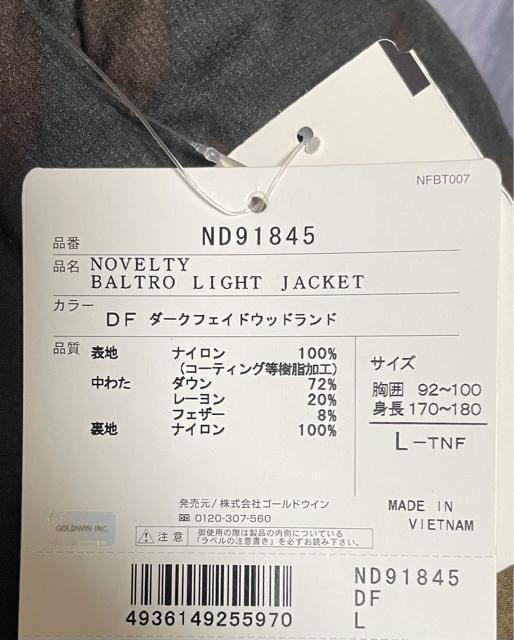 NFBT007
品番 ND91845
品名 NOVELTY
BALTRO LIGHT JACKET
カラー
DF ダークフェイドウッドランド
品質 表地 ナイロン 100%
(コーティング等樹脂加工)
中わた ダウン 72%
レーヨン 20%
フェザー 8%
裏地 ナイロン 100%
サイズ
胸囲 92~100
身長 170~180
L-TNF
発売元/株式会社ゴールドウイン
0120-307-560
GOLDWIN INC.
注意 御使用の際は製品の内側についている
「ラベルの注意書き」を必ずお読み下さい。
MADE IN
VIETNAM
4936149255970
ND91845
DF
L